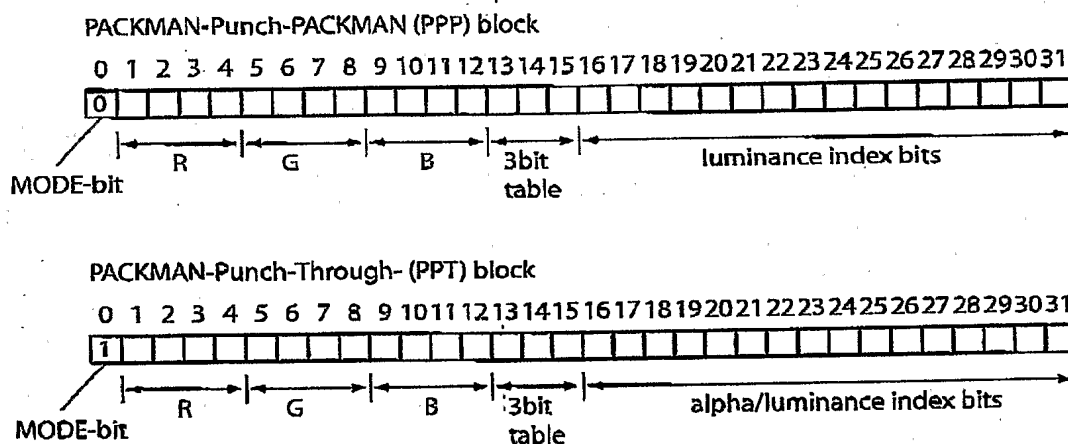 PACKMAN-Punch-PACKMAN (PPP) block
0 1 2 3 4 5 6 7 8 9 10 11 12 13 14 15 16 17 18 19 20 21 22 23 24 25 26 27 28 29 30 31
0
R G B 3bit table luminance index bits
MODE-bit
PACKMAN-Punch-Through- (PPT) block
0 1 2 3 4 5 6 7 8 9 10 11 12 13 14 15 16 17 18 19 20 21 22 23 24 25 26 27 28 29 30 31
1
R G B 3bit table alpha/luminance index bits
MODE-bit